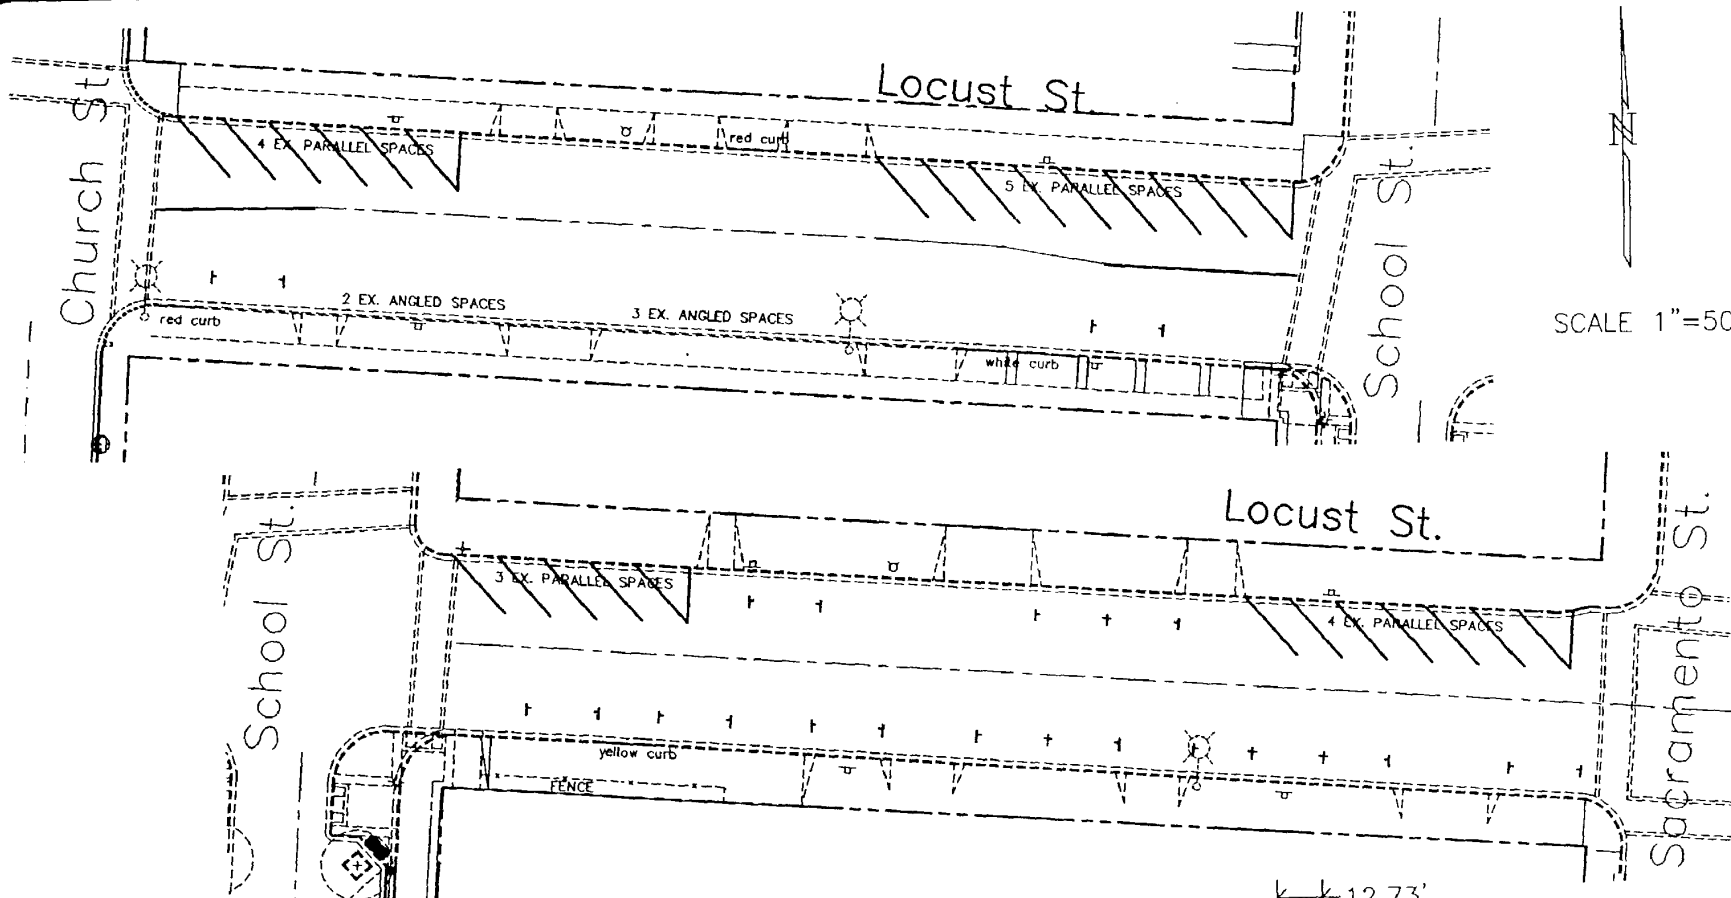 Locust St.
Church St.
4 EX. PARALLEL SPACES
red curb
5 EX. PARALLEL SPACES
School St.
N
2 EX. ANGLED SPACES
3 EX. ANGLED SPACES
red curb
white curb
SCALE 1"=50
Locust St.
School St.
3 EX. PARALLEL SPACES
4 EX. PARALLEL SPACES
Sacramento St.
yellow curb
FENCE
12.73'